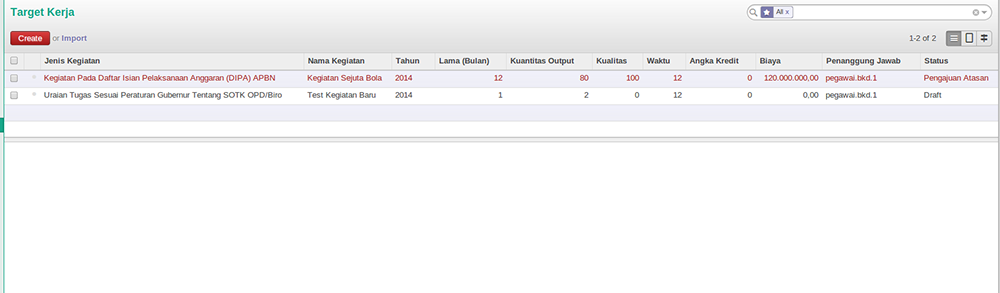 Target Kerja
All x
Create or Import
1-2 of 2
Jenis Kegiatan Nama Kegiatan Tahun Lama (Bulan) Kuantitas Output Kualitas Waktu Angka Kredit Biaya Penanggung Jawab Status
Kegiatan Pada Daftar Isian Pelaksanaan Anggaran (DIPA) APBN Kegiatan Sejuta Bola 2014 12 80 100 12 0 120.000.000,00 pegawai.bkd.1 Pengajuan Atasan
Uraian Tugas Sesuai Peraturan Gubernur Tentang SOTK OPD/Biro Test Kegiatan Baru 2014 1 2 0 12 0 0,00 pegawai.bkd.1 Draft